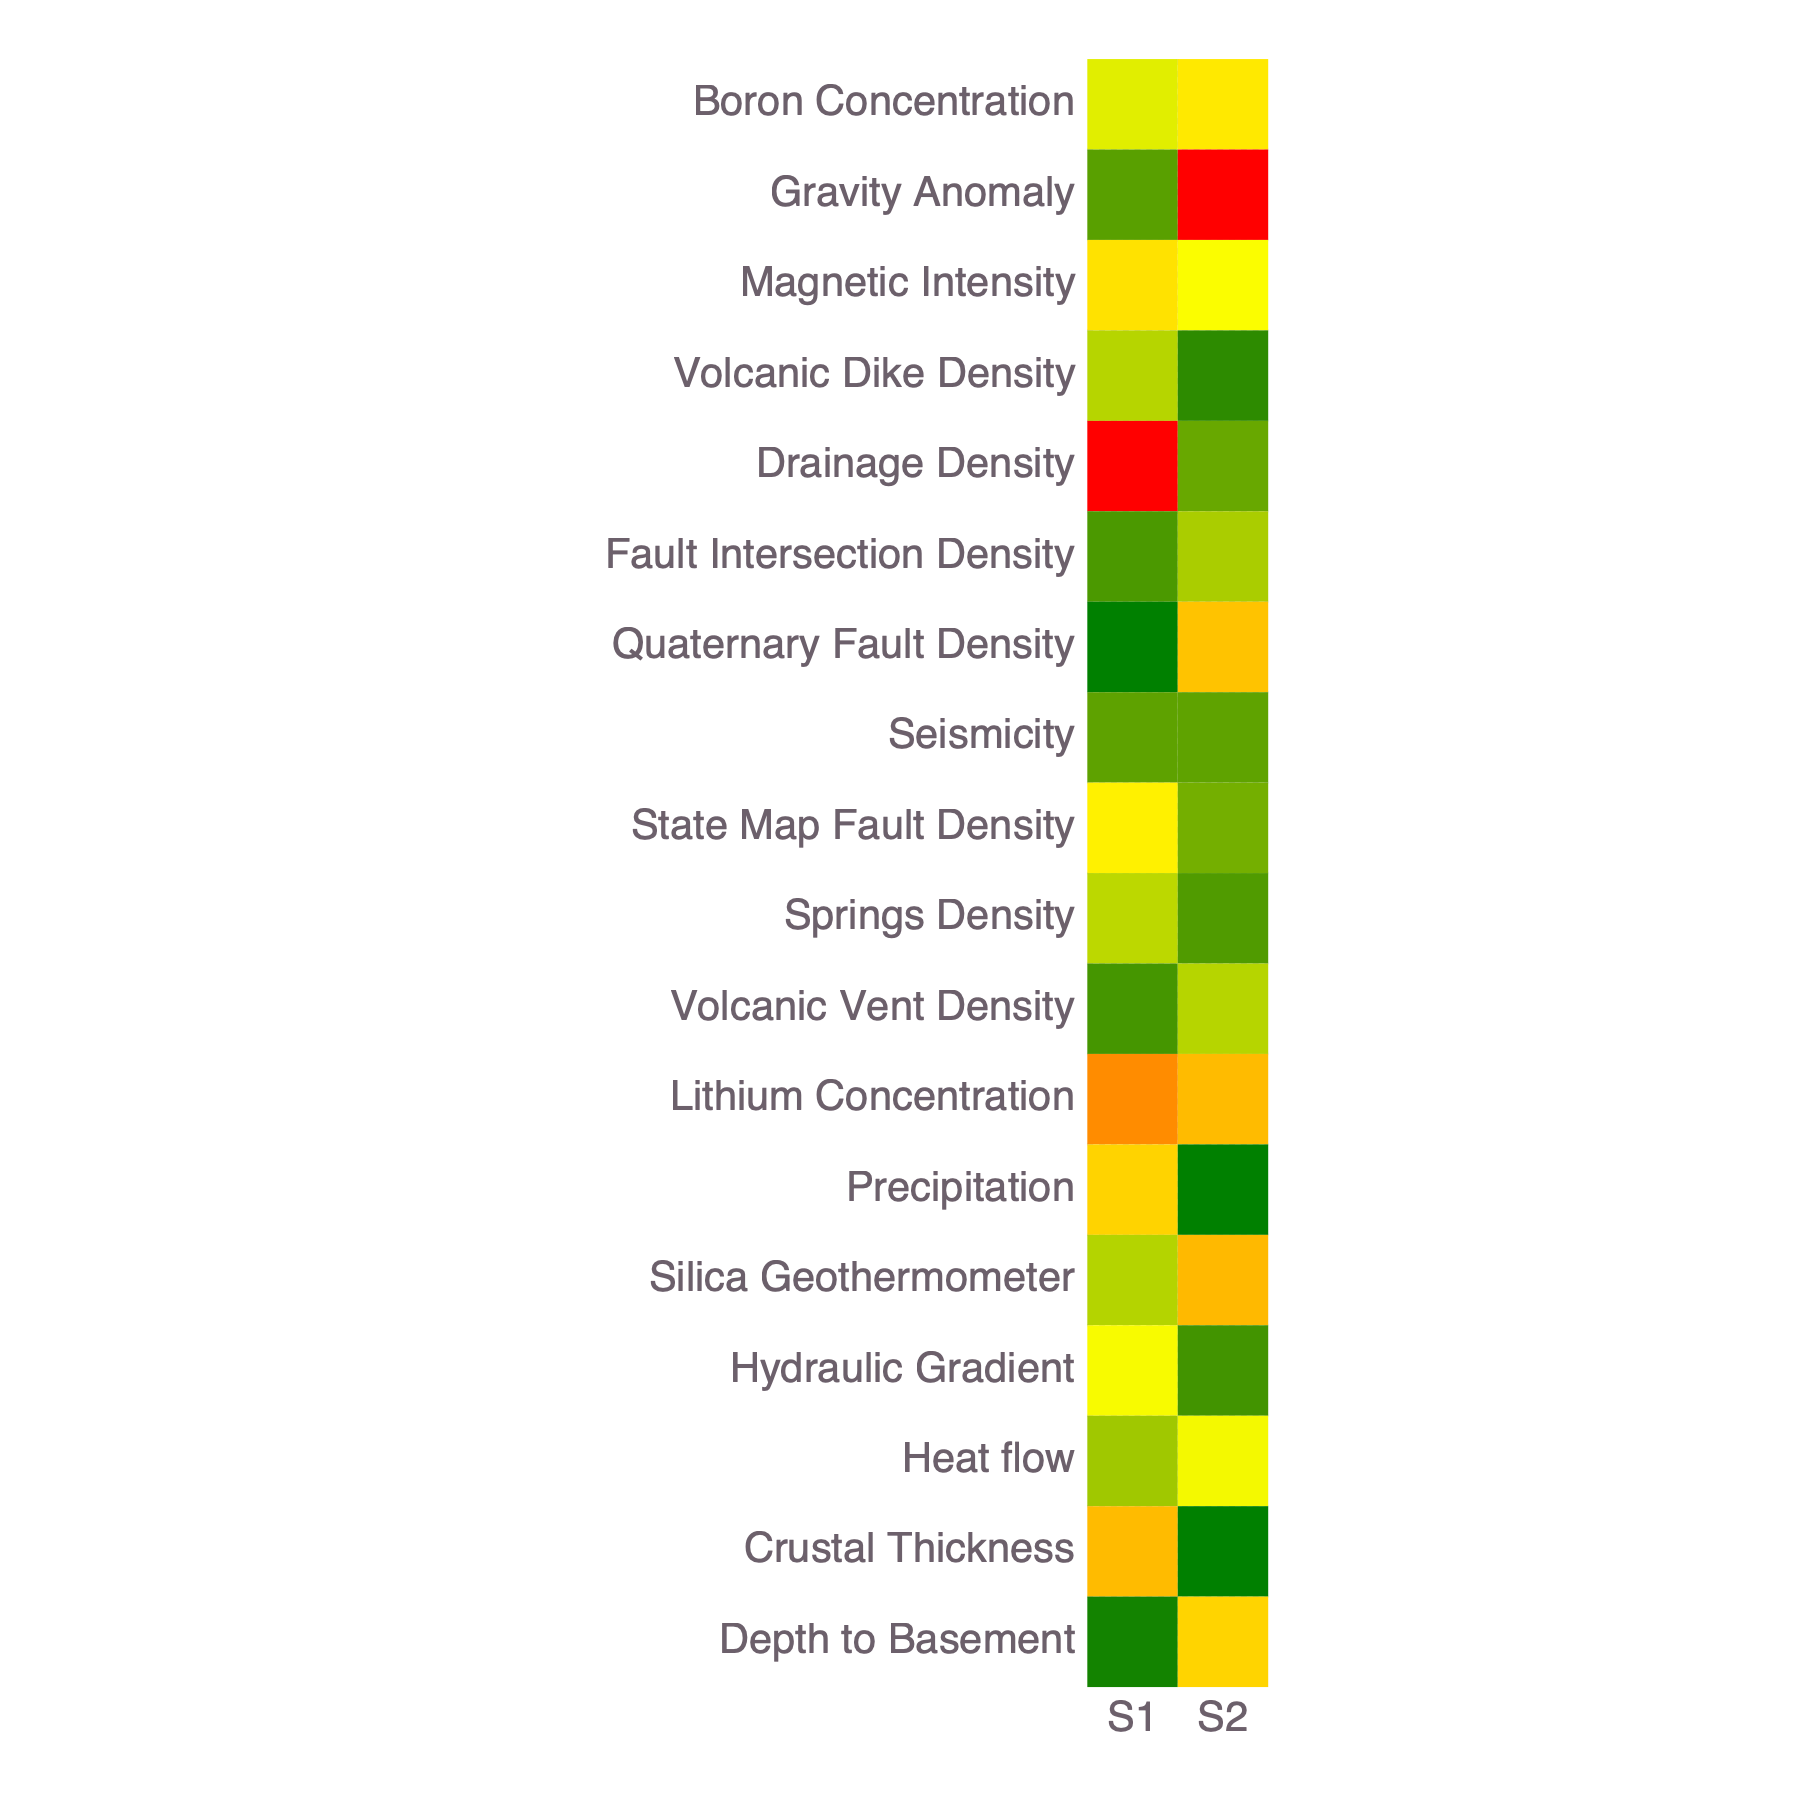 Boron Concentration
Gravity Anomaly
Magnetic Intensity
Volcanic Dike Density
Drainage Density
Fault Intersection Density
Quaternary Fault Density
Seismicity
State Map Fault Density
Springs Density
Volcanic Vent Density
Lithium Concentration
Precipitation
Silica Geothermometer
Hydraulic Gradient
Heat flow
Crustal Thickness
Depth to Basement
S1 S2